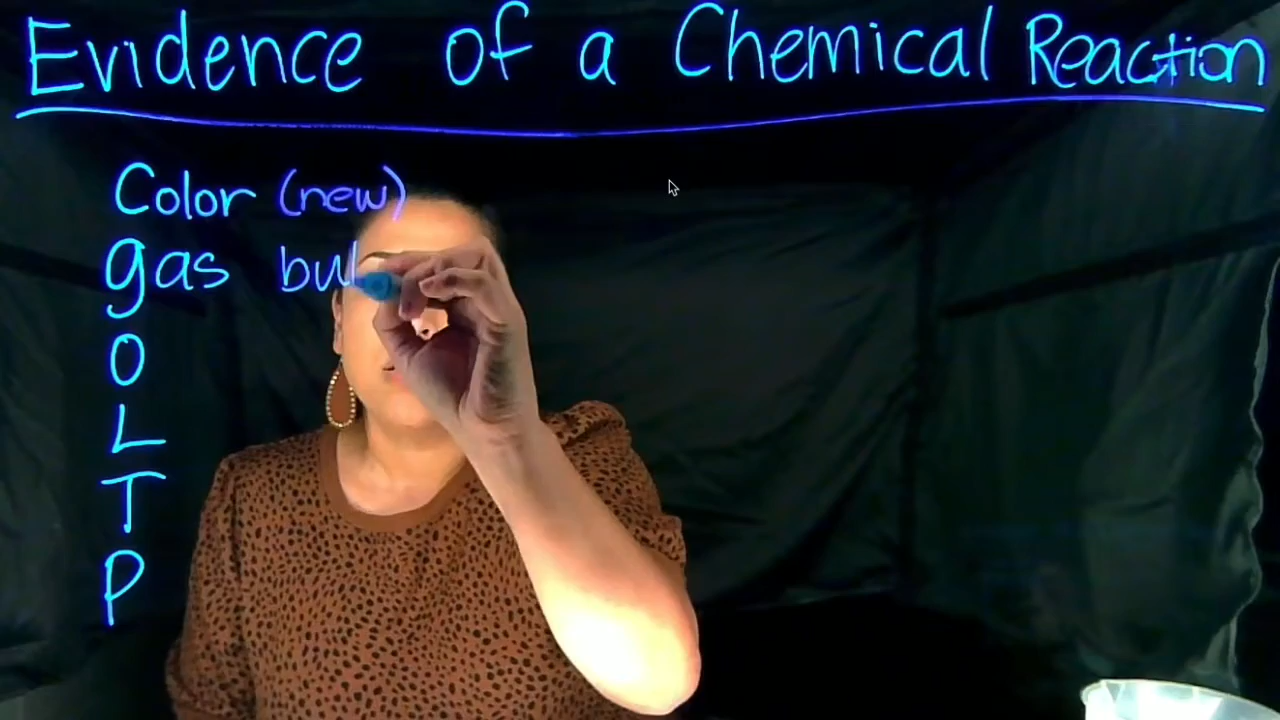 Evidence of a Chemical Reaction
Color (new)
gas bul
O
L
T
P